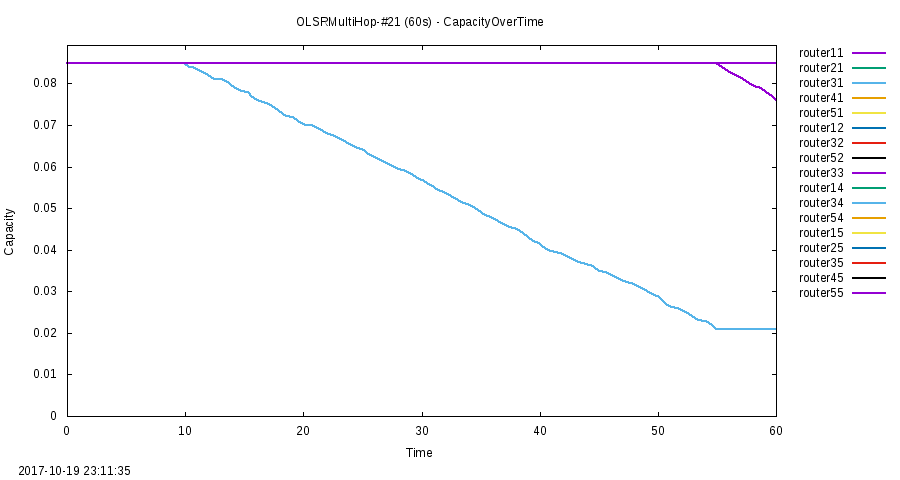 OLSRMultiHop-#21 (60s) - CapacityOverTime
router11
router21
router31
router41
router51
router12
router32
router52
router33
router14
router34
router54
router15
router25
router35
router45
router55
Capacity
0.08
0.07
0.06
0.05
0.04
0.03
0.02
0.01
0
0 10 20 30 40 50 60
Time
2017-10-19 23:11:35